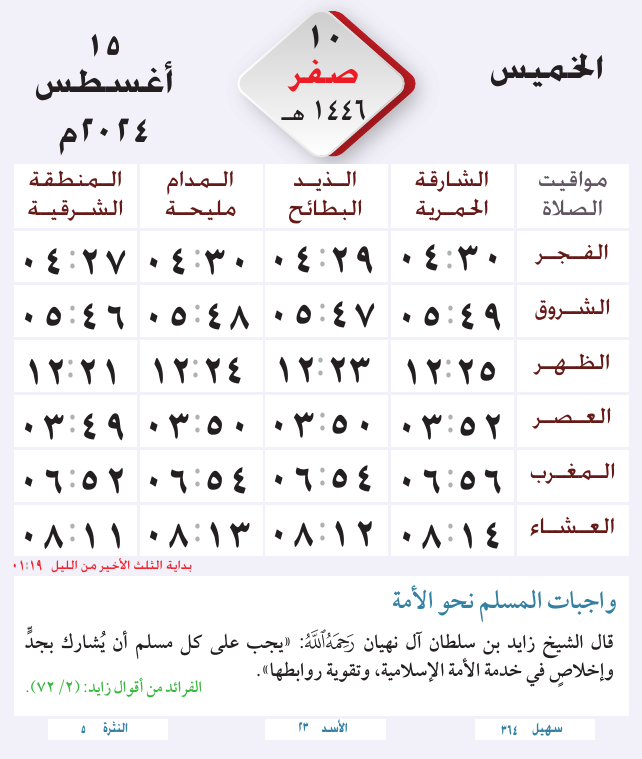 الخميس
١٠
صفر
١٤٤٦ هـ
١٥
أغسطس
٢٠٢٤م
مواقيت الصلاة الشارقة الحمرية الذيد البطائح المدام مليحة المنطقة الشرقية
الفجر ٠٤:٣٠ ٠٤:٢٩ ٠٤:٣٠ ٠٤:٢٧
الشروق ٠٥:٤٩ ٠٥:٤٧ ٠٥:٤٨ ٠٥:٤٦
الظهر ١٢:٢٥ ١٢:٢٣ ١٢:٢٤ ١٢:٢١
العصر ٠٣:٥٢ ٠٣:٥٠ ٠٣:٥٠ ٠٣:٤٩
المغرب ٠٦:٥٦ ٠٦:٥٤ ٠٦:٥٤ ٠٦:٥٢
العشاء ٠٨:١٤ ٠٨:١٢ ٠٨:١٣ ٠٨:١١
بداية الثلث الأخير من الليل ٠١:١٩
واجبات المسلم نحو الأمة
قال الشيخ زايد بن سلطان آل نهيان رَحِمَهُ ٱللَّهُ: «يجب على كل مسلم أن يُشارك بجدٍّ
وإخلاصٍ في خدمة الأمة الإسلامية، وتقوية روابطها».
الفرائد من أقوال زايد: (٢/ ٧٢).
سهيل ٣٦٤ الأسد ٢٣ النثرة ٥